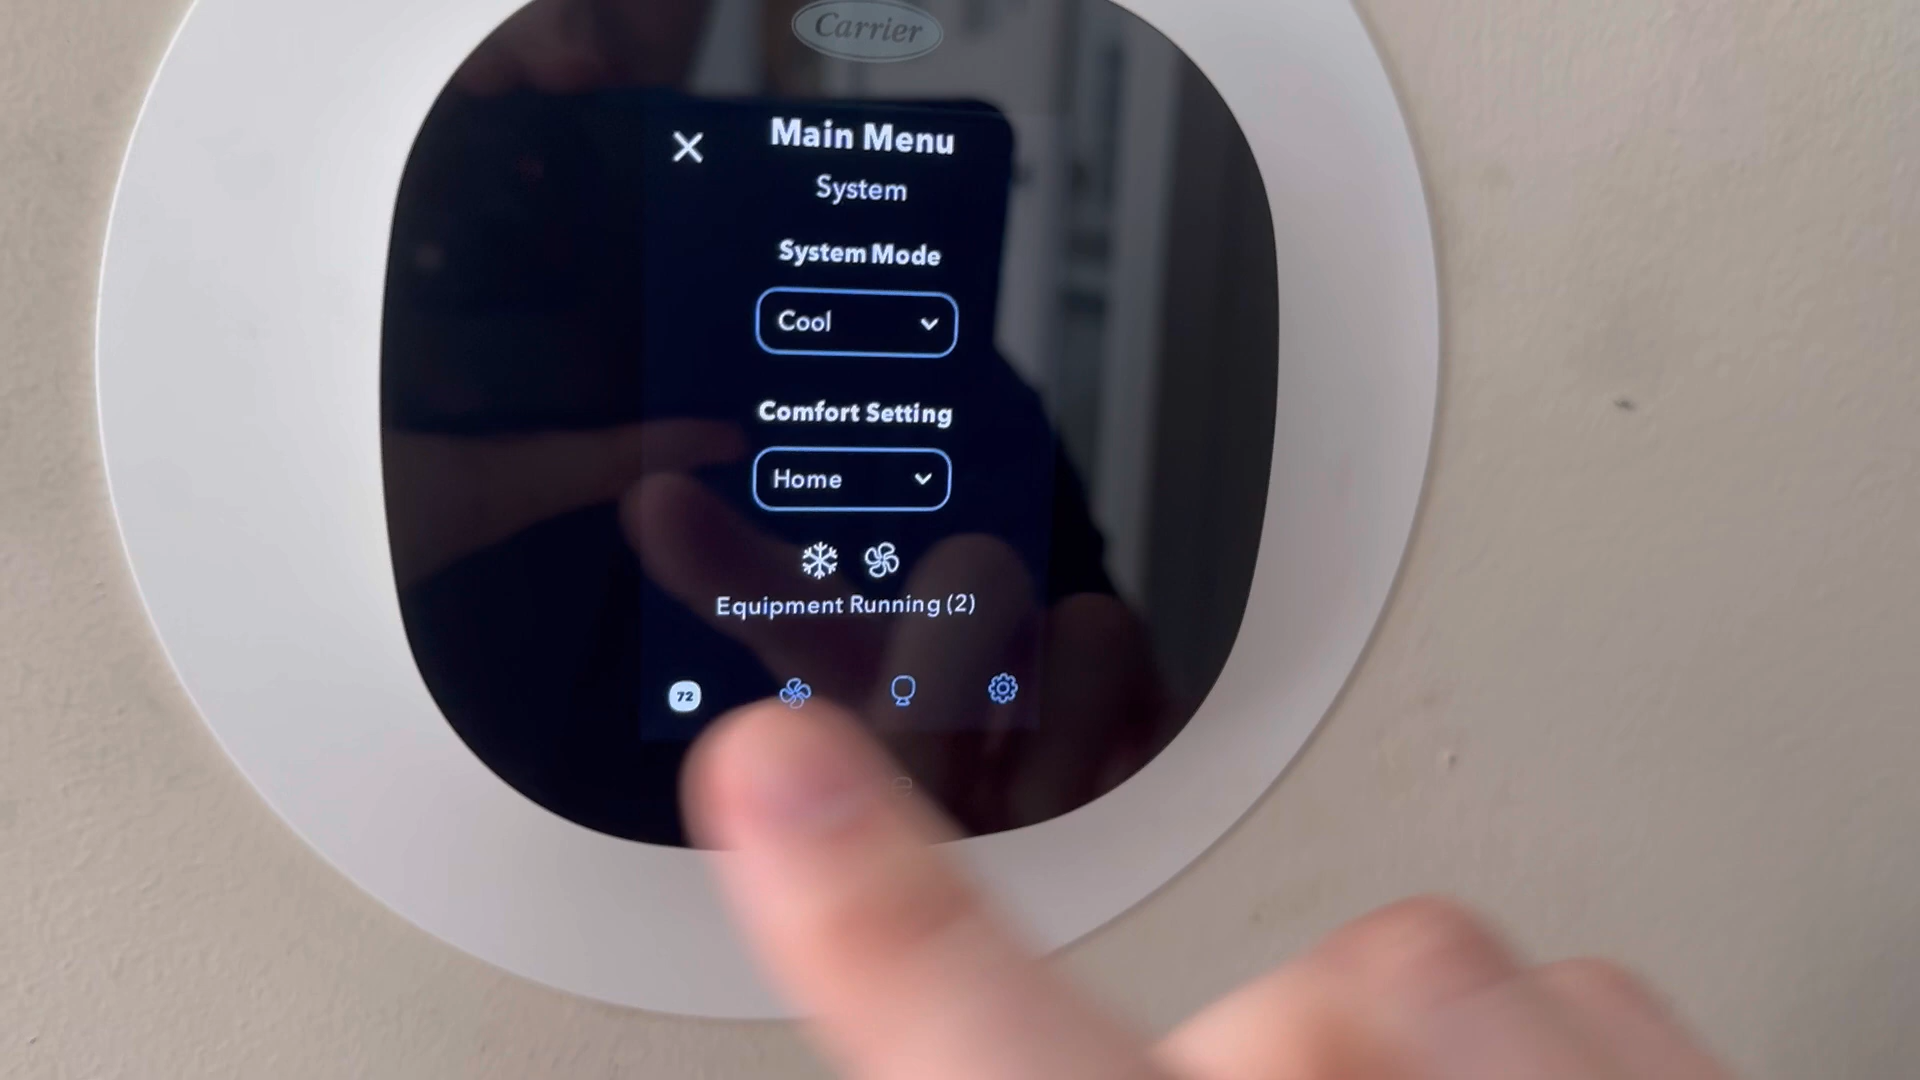 Carrier
Main Menu
System
System Mode
Cool
Comfort Setting
Home
Equipment Running (2)
72